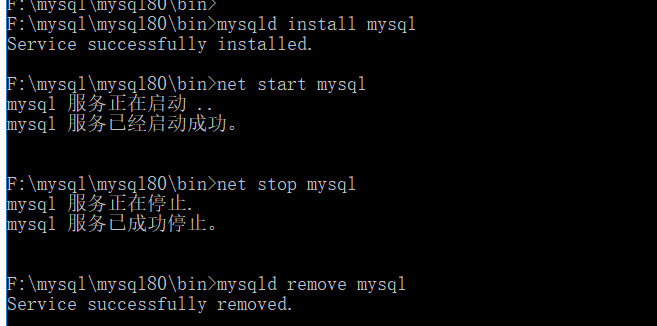 F:\mysql\mysql80\bin>
F:\mysql\mysql80\bin>mysqld install mysql
Service successfully installed.
F:\mysql\mysql80\bin>net start mysql
mysql 服务正在启动 ..
mysql 服务已经启动成功。
F:\mysql\mysql80\bin>net stop mysql
mysql 服务正在停止.
mysql 服务已成功停止。
F:\mysql\mysql80\bin>mysqld remove mysql
Service successfully removed.